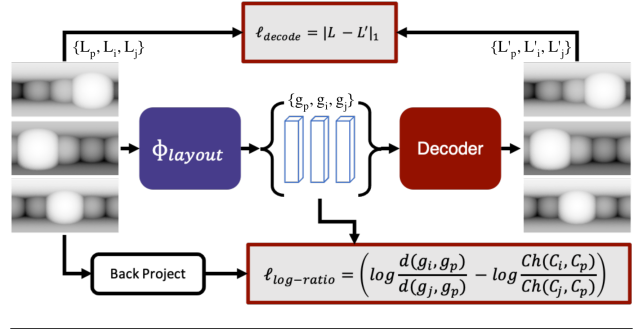 {L_p, L_i, L_j}
ℓ_decode = |L − L'|_1
{L'_p, L'_i, L'_j}
Φ_layout
{g_p, g_i, g_j}
Decoder
Back Project
ℓ_log−ratio = (log d(g_i, g_p) / d(g_j, g_p) − log Ch(C_i, C_p) / Ch(C_j, C_p))